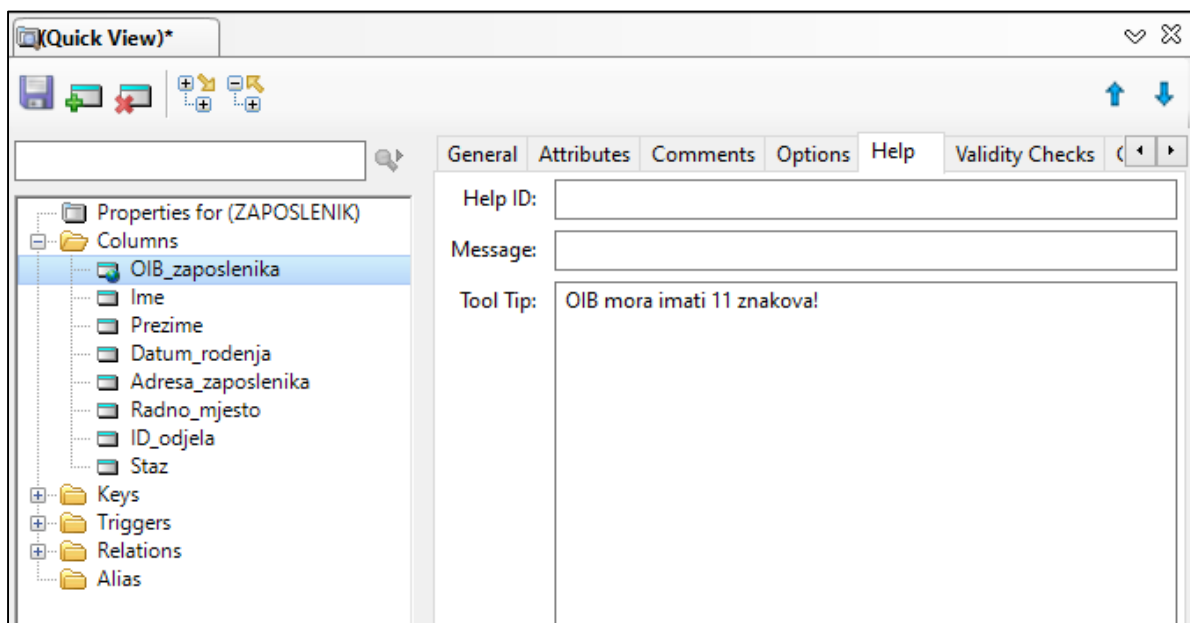 (Quick View)*
General Attributes Comments Options Help Validity Checks
Help ID:
Message:
Tool Tip: OIB mora imati 11 znakova!
Properties for (ZAPOSLENIK)
Columns
OIB_zaposlenika
Ime
Prezime
Datum_rodenja
Adresa_zaposlenika
Radno_mjesto
ID_odjela
Staz
Keys
Triggers
Relations
Alias